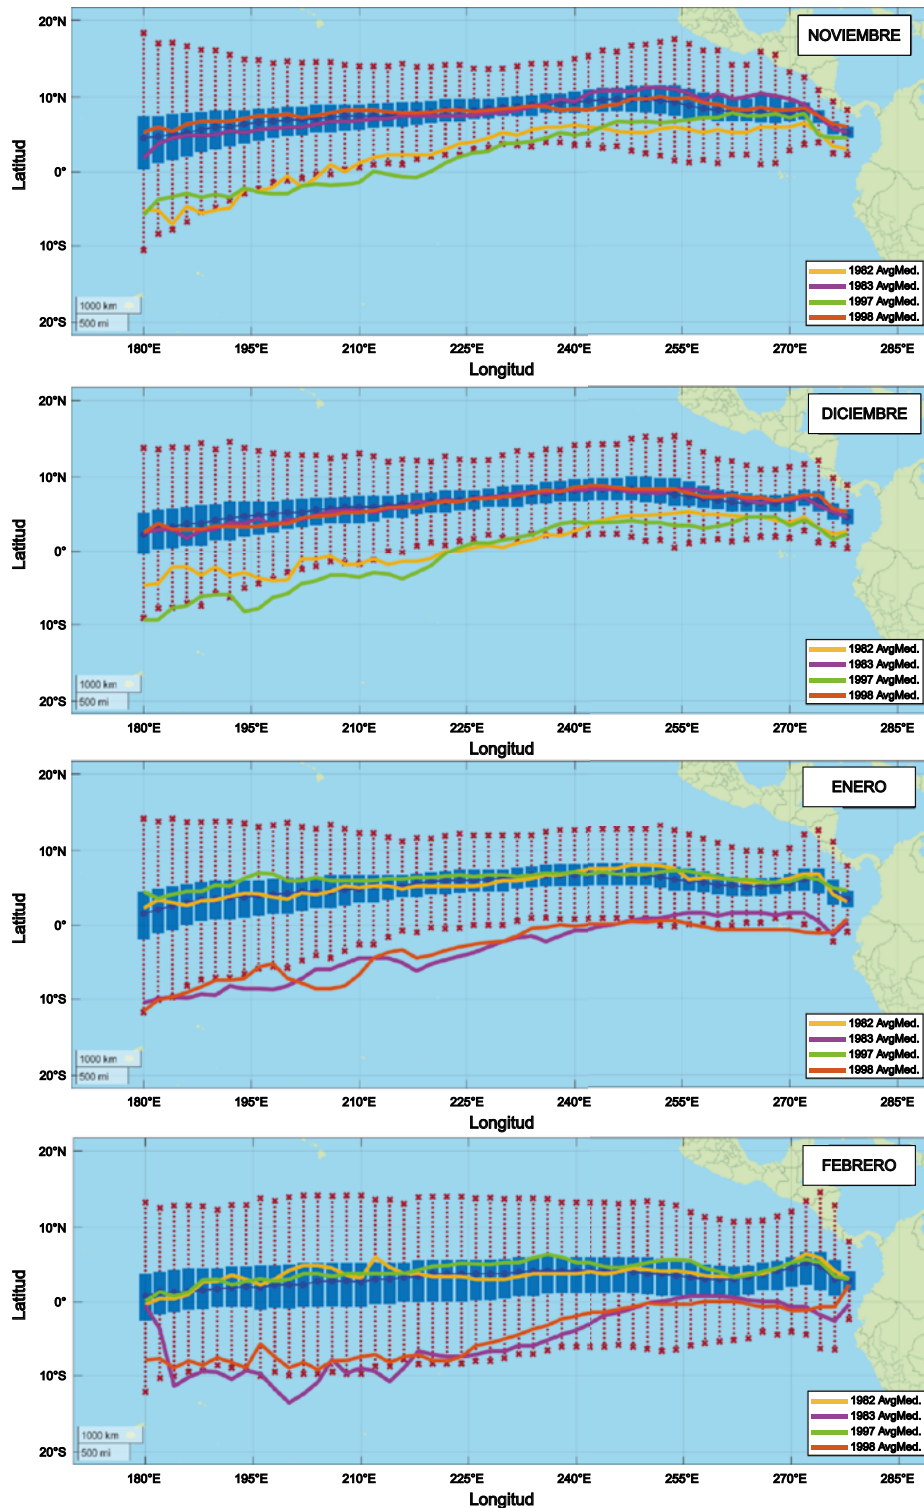 NOVIEMBRE
20°N
10°N
0°
10°S
20°S
Latitud
1000 km
500 mi
1982 AvgMed.
1983 AvgMed.
1997 AvgMed.
1998 AvgMed.
180°E 195°E 210°E 225°E 240°E 255°E 270°E 285°E
Longitud
DICIEMBRE
20°N
10°N
0°
10°S
20°S
Latitud
1000 km
500 mi
1982 AvgMed.
1983 AvgMed.
1997 AvgMed.
1998 AvgMed.
180°E 195°E 210°E 225°E 240°E 255°E 270°E 285°E
Longitud
ENERO
20°N
10°N
0°
10°S
20°S
Latitud
1000 km
500 mi
1982 AvgMed.
1983 AvgMed.
1997 AvgMed.
1998 AvgMed.
180°E 195°E 210°E 225°E 240°E 255°E 270°E 285°E
Longitud
FEBRERO
20°N
10°N
0°
10°S
20°S
Latitud
1000 km
500 mi
1982 AvgMed.
1983 AvgMed.
1997 AvgMed.
1998 AvgMed.
180°E 195°E 210°E 225°E 240°E 255°E 270°E 285°E
Longitud